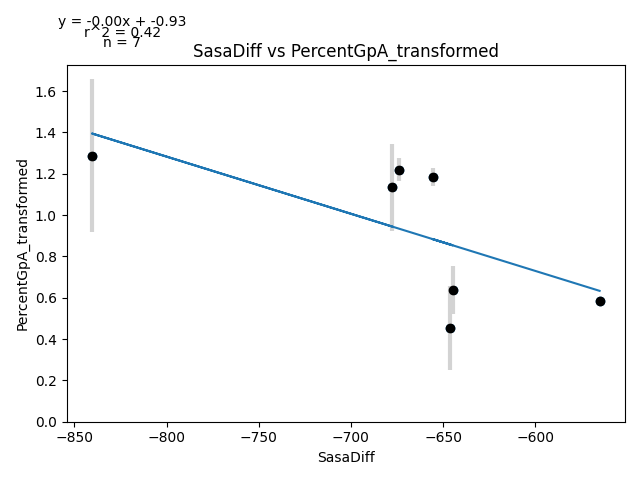 y = -0.00x + -0.93
r^2 = 0.42
n = 7
SasaDiff vs PercentGpA_transformed
PercentGpA_transformed
1.6
1.4
1.2
1.0
0.8
0.6
0.4
0.2
0.0
−850 −800 −750 −700 −650 −600
SasaDiff